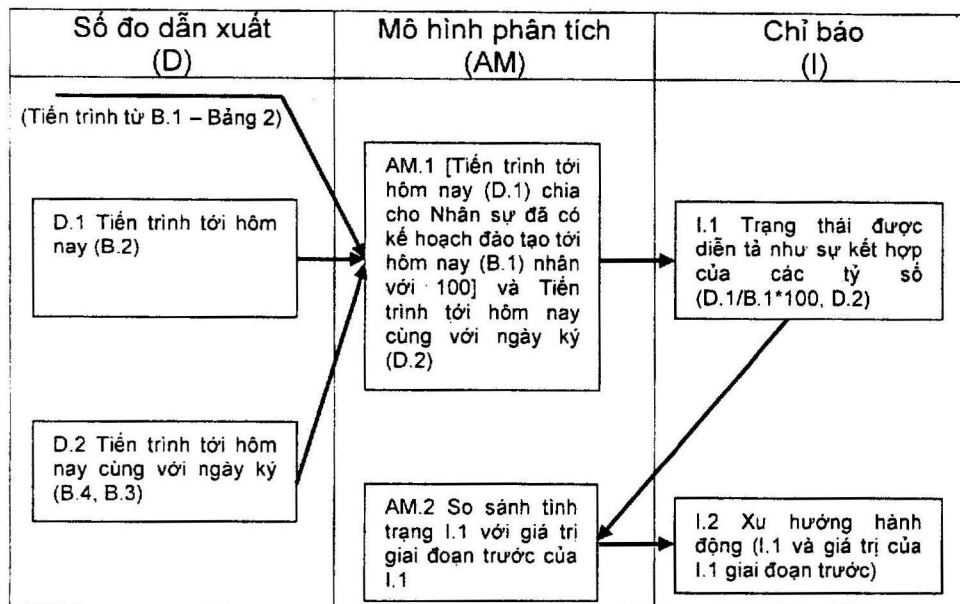 Số đo dẫn xuất
(D)
Mô hình phân tích
(AM)
Chỉ báo
(I)
(Tiến trình từ B.1 – Bảng 2)
D.1 Tiến trình tới hôm
nay (B.2)
D.2 Tiến trình tới hôm
nay cùng với ngày ký
(B.4, B.3)
AM.1 [Tiến trình tới
hôm nay (D.1) chia
cho Nhân sự đã có
kế hoạch đào tạo tới
hôm nay (B.1) nhân
với 100] và Tiến
trình tới hôm nay
cùng với ngày ký
(D.2)
AM.2 So sánh tình
trạng I.1 với giá trị
giai đoạn trước của
I.1
I.1 Trạng thái được
diễn tả như sự kết hợp
của các tỷ số
(D.1/B.1*100, D.2)
I.2 Xu hướng hành
động (I.1 và giá trị của
I.1 giai đoạn trước)